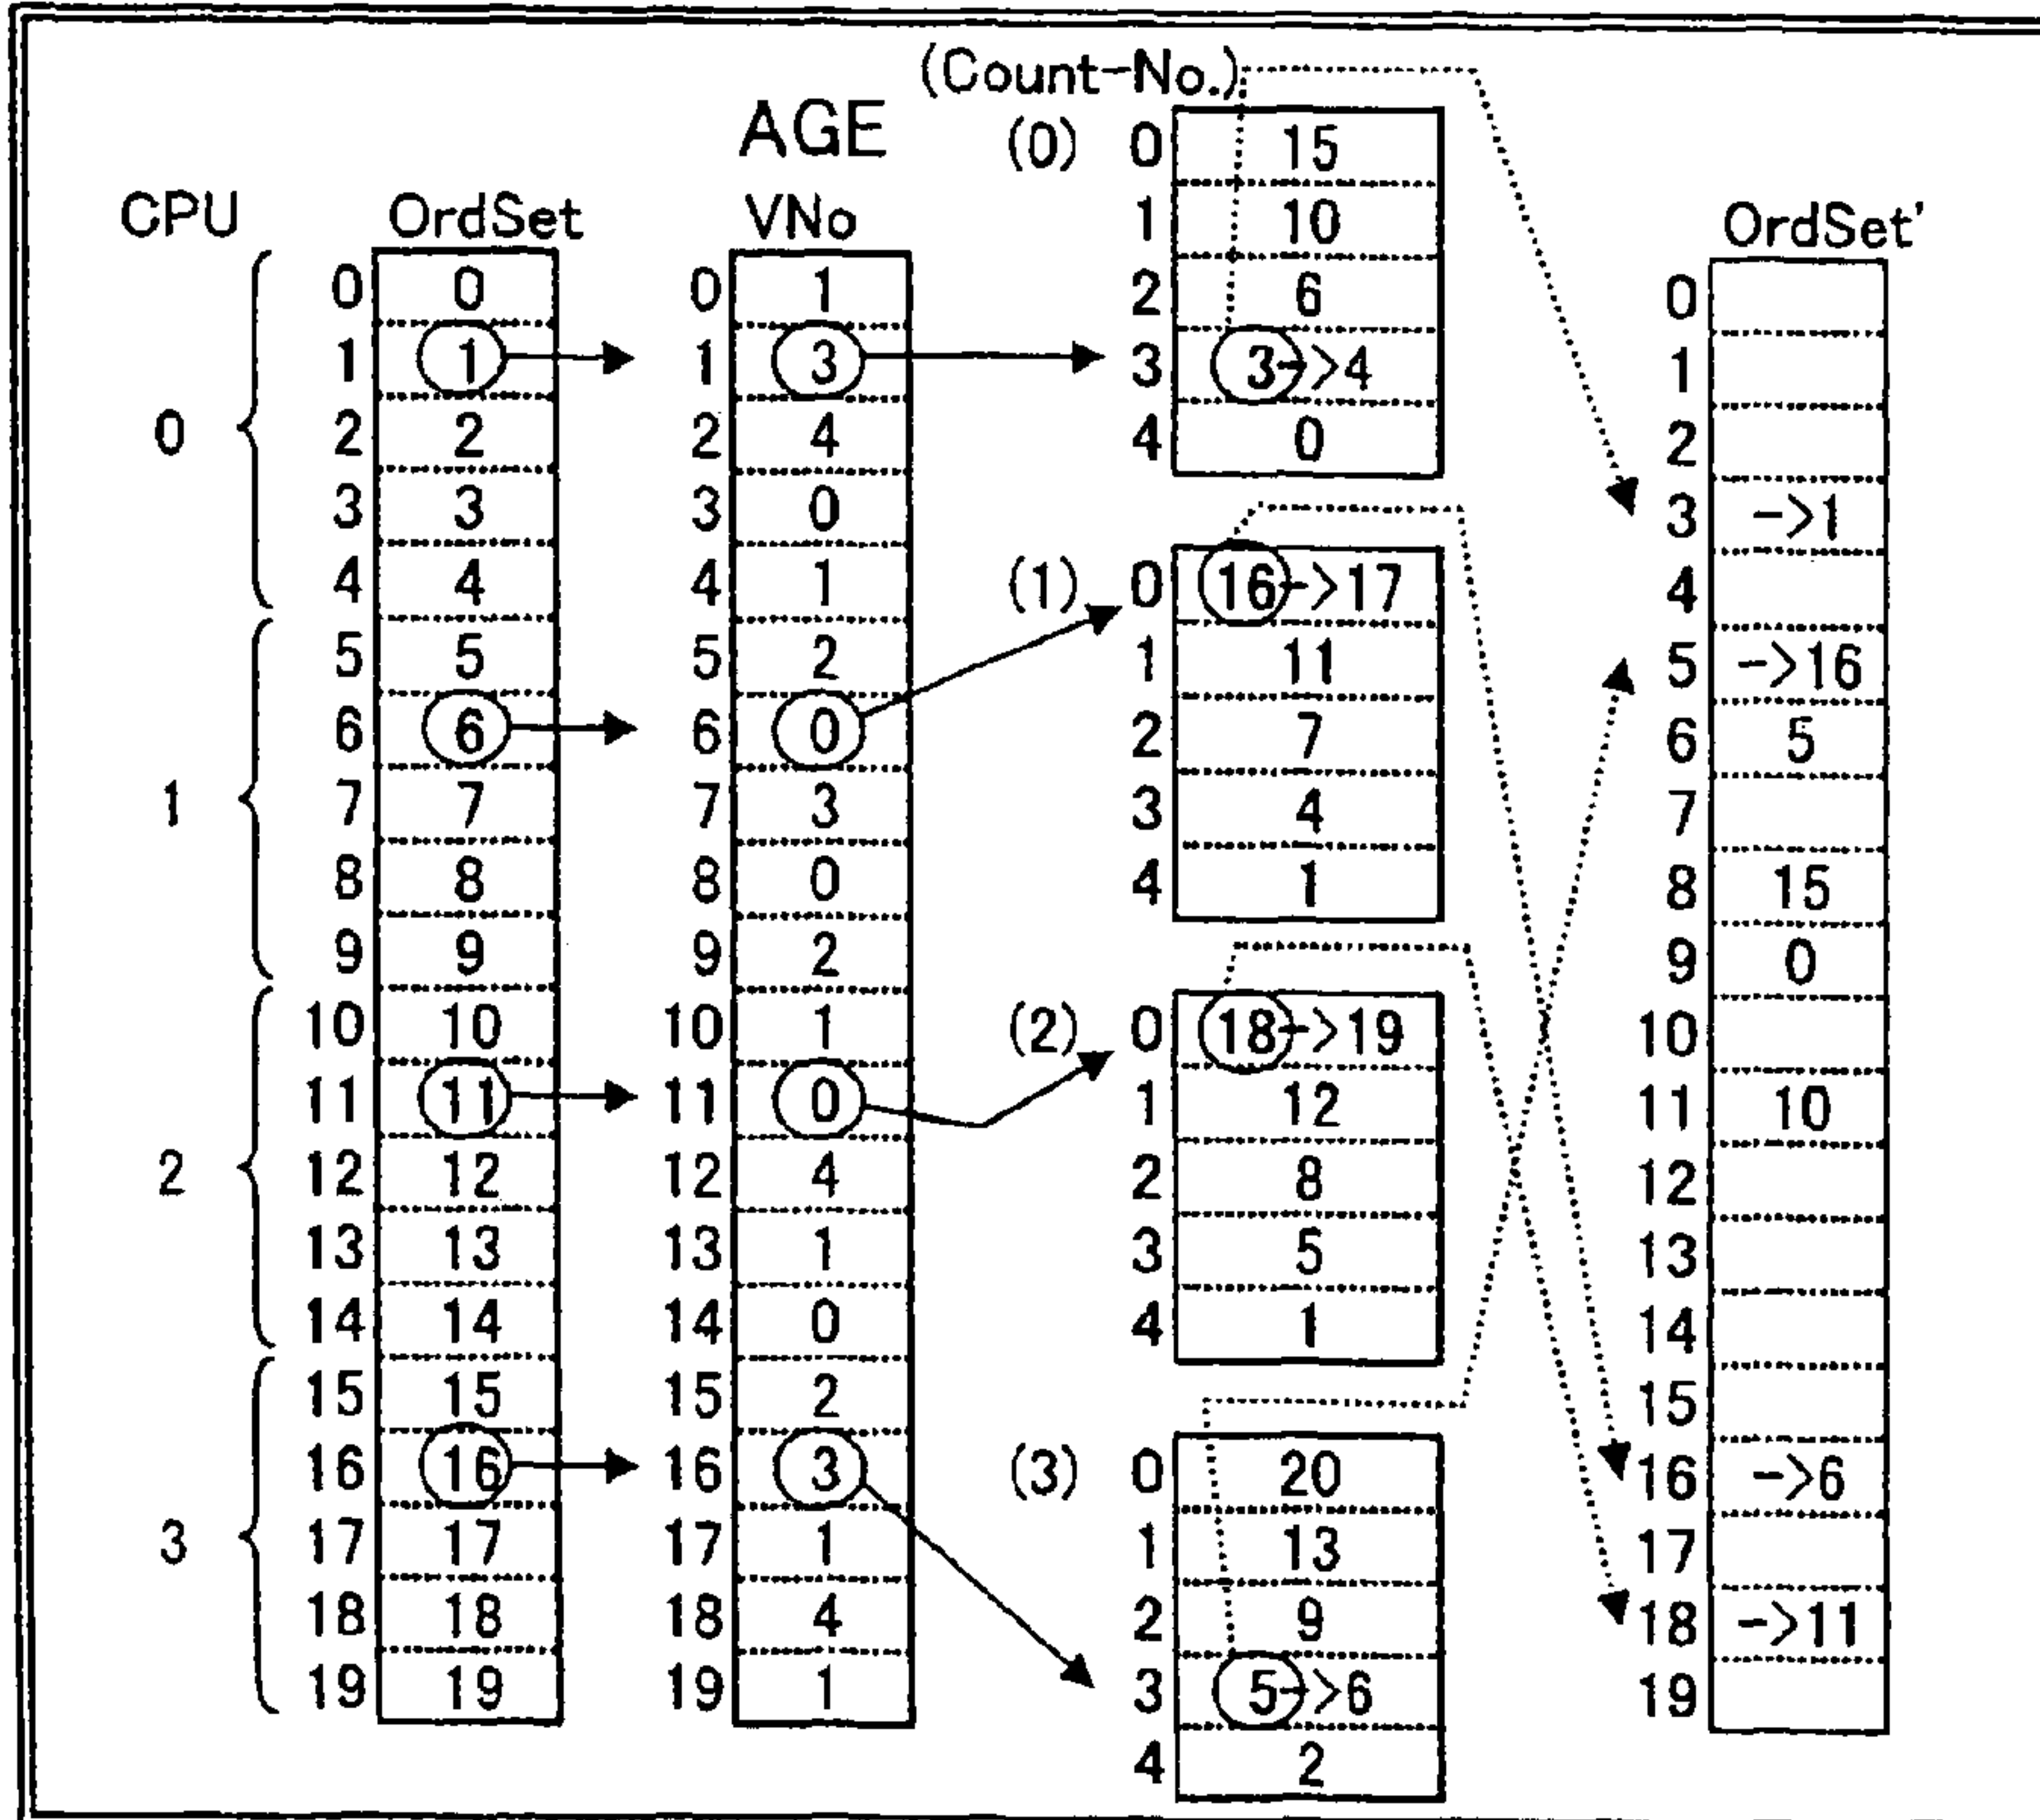 (Count-No.)
AGE
CPU OrdSet VNo OrdSet'
(0)
0 15
1 10
2 6
3 3->4
4 0
(1)
0 16->17
1 11
2 7
3 4
4 1
(2)
0 18->19
1 12
2 8
3 5
4 1
(3)
0 20
1 13
2 9
3 5->6
4 2
0
1
2
3
0 0 0 1 0
1 1 1 3 1
2 2 2 4 2
3 3 3 0 3 ->1
4 4 4 1 4
5 5 5 2 5 ->16
6 6 6 0 6 5
7 7 7 3 7
8 8 8 0 8 15
9 9 9 2 9 0
10 10 10 1 10
11 11 11 0 11 10
12 12 12 4 12
13 13 13 1 13
14 14 14 0 14
15 15 15 2 15
16 16 16 3 16 ->6
17 17 17 1 17
18 18 18 4 18 ->11
19 19 19 1 19